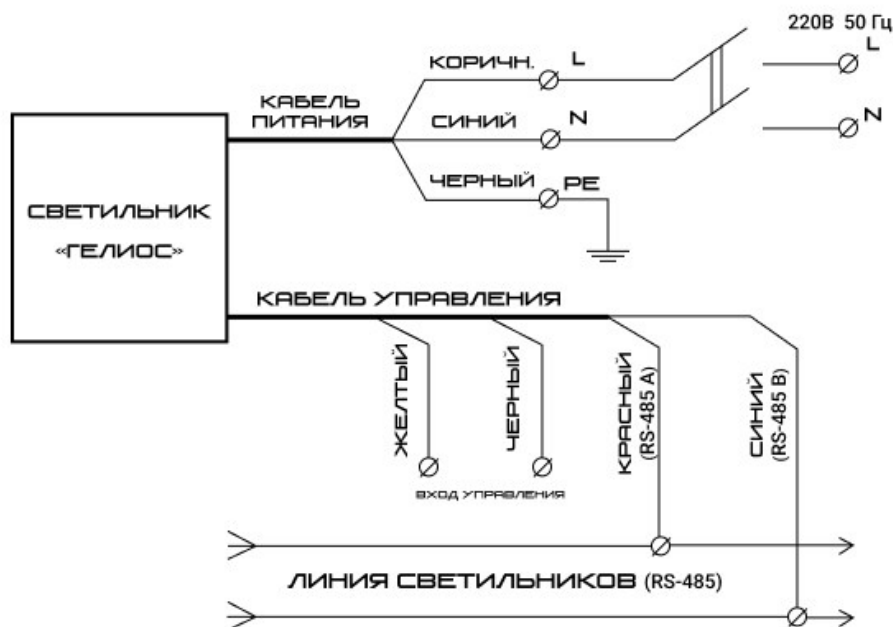 220В 50 Гц
КОРИЧН.
L
L
КАБЕЛЬ
ПИТАНИЯ
СИНИЙ
N
N
ЧЕРНЫЙ
PE
СВЕТИЛЬНИК
«ГЕЛИОС»
КАБЕЛЬ УПРАВЛЕНИЯ
ЖЕЛТЫЙ
ЧЕРНЫЙ
КРАСНЫЙ
(RS-485 A)
СИНИЙ
(RS-485 B)
ВХОД УПРАВЛЕНИЯ
ЛИНИЯ СВЕТИЛЬНИКОВ (RS-485)